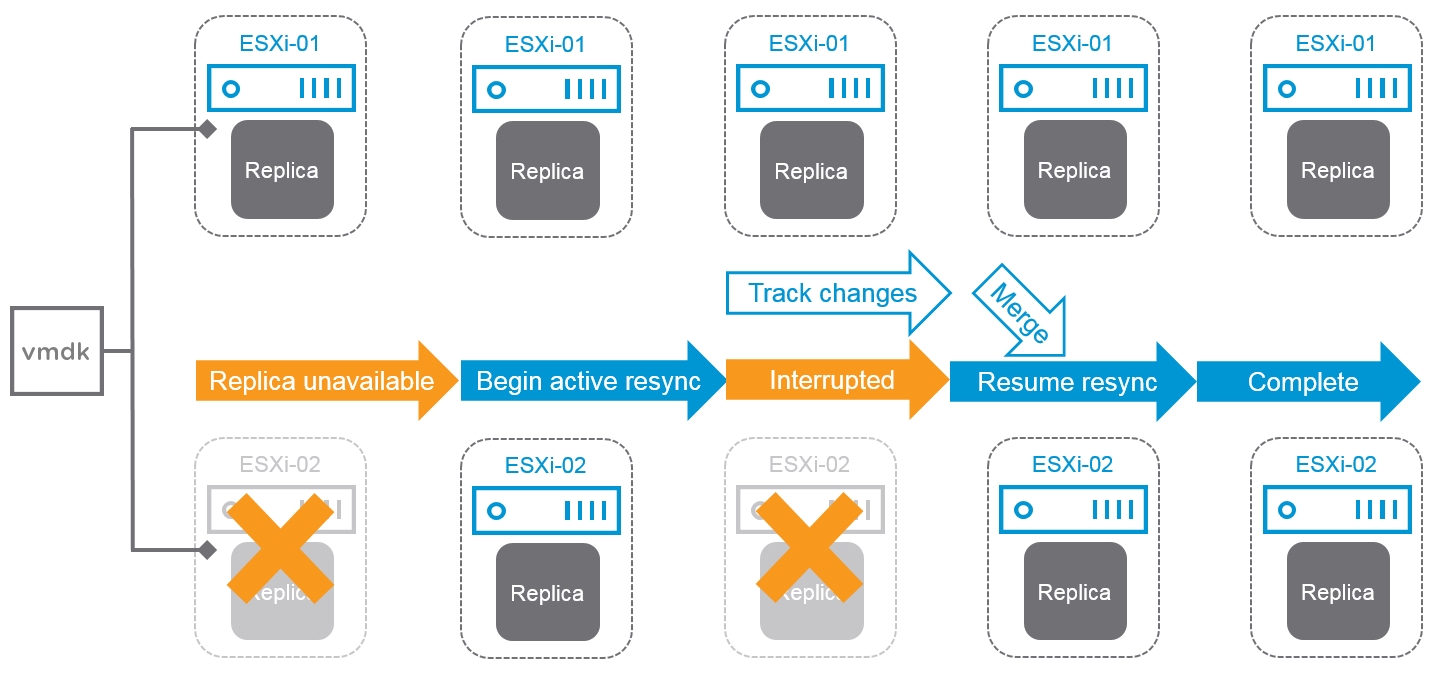 ESXi-01
ESXi-01
ESXi-01
ESXi-01
ESXi-01
Replica
Replica
Replica
Replica
Replica
Track changes
Merge
vmdk
Replica unavailable
Begin active resync
Interrupted
Resume resync
Complete
ESXi-02
ESXi-02
ESXi-02
ESXi-02
ESXi-02
Replica
Replica
Replica
Replica
Replica